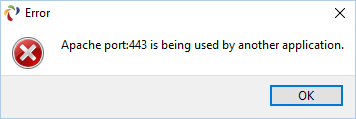 Error
Apache port:443 is being used by another application.
OK